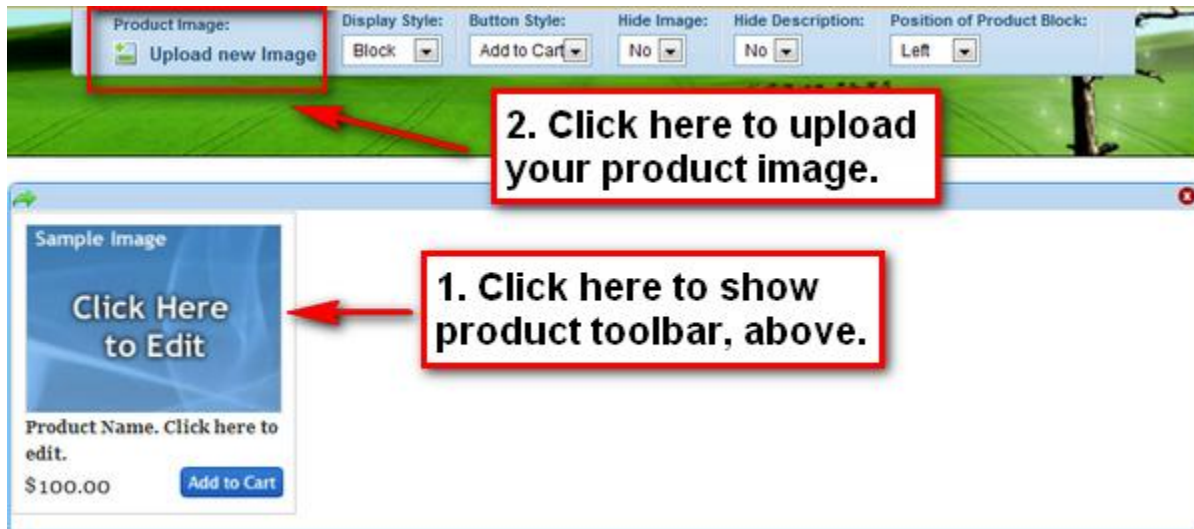 Product Image:
Upload new Image
Display Style:
Block
Button Style:
Add to Cart
Hide Image:
No
Hide Description:
No
Position of Product Block:
Left
2. Click here to upload
your product image.
Sample Image
Click Here
to Edit
1. Click here to show
product toolbar, above.
Product Name. Click here to
edit.
$100.00
Add to Cart